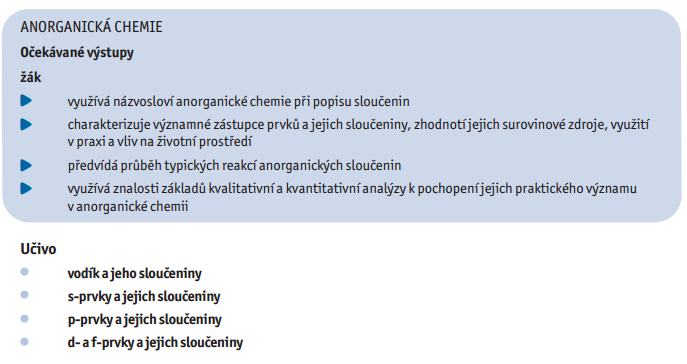 ANORGANICKÁ CHEMIE
Očekávané výstupy
žák
využívá názvosloví anorganické chemie při popisu sloučenin
charakterizuje významné zástupce prvků a jejich sloučeniny, zhodnotí jejich surovinové zdroje, využití
v praxi a vliv na životní prostředí
předvídá průběh typických reakcí anorganických sloučenin
využívá znalosti základů kvalitativní a kvantitativní analýzy k pochopení jejich praktického významu
v anorganické chemii
Učivo
vodík a jeho sloučeniny
s-prvky a jejich sloučeniny
p-prvky a jejich sloučeniny
d- a f-prvky a jejich sloučeniny